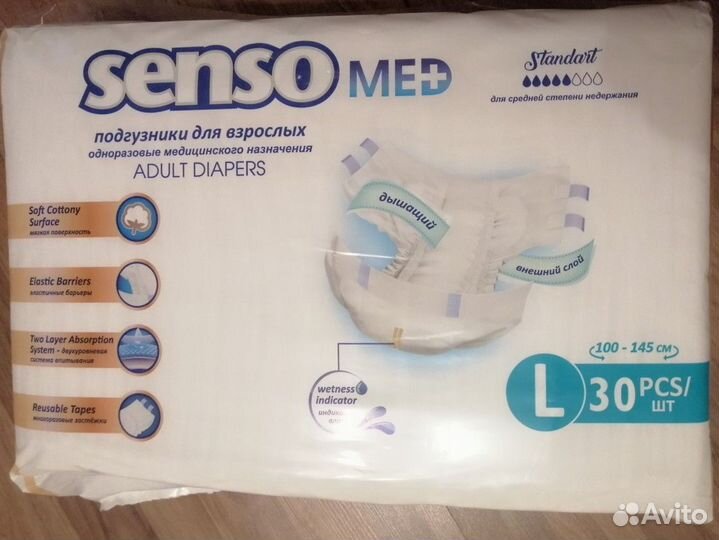 senso MED
Standart
для средней степени недержания
подгузники для взрослых
одноразовые медицинского назначения
ADULT DIAPERS
Soft Cottony
Surface
мягкая поверхность
Elastic Barriers
эластичные барьеры
Two Layer Absorption
System - двухуровневая
система впитывания
Reusable Tapes
многоразовые застёжки
дышащий
внешний слой
wetness
indicator
100 - 145 см
L 30 PCS/
шт
Avito